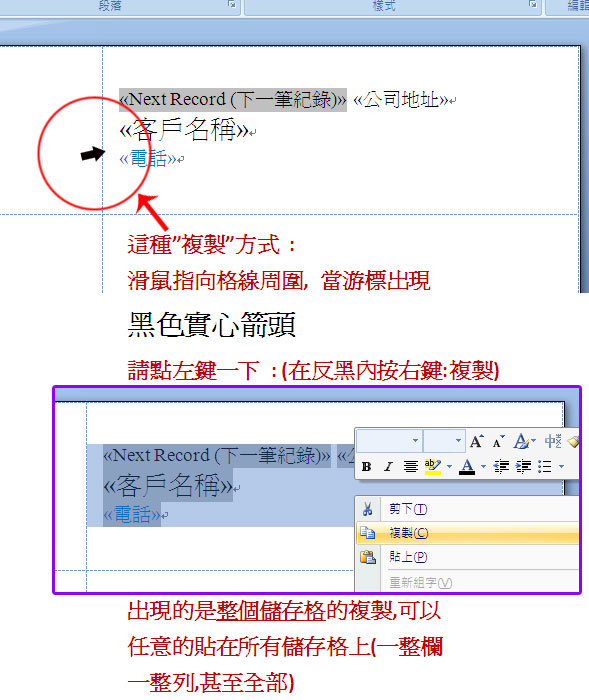 段落 樣式 編輯
«Next Record (下一筆紀錄)» «公司地址»
«客戶名稱»
«電話»
這種”複製”方式：
滑鼠指向格線周圍, 當游標出現
黑色實心箭頭
請點左鍵一下：(在反黑內按右鍵:複製)
«Next Record (下一筆紀錄)» «
«客戶名稱»
«電話»
B I ab A
剪下(T)
複製(C)
貼上(P)
重新組字(V)
出現的是整個儲存格的複製,可以
任意的貼在所有儲存格上(一整欄
一整列,甚至全部)